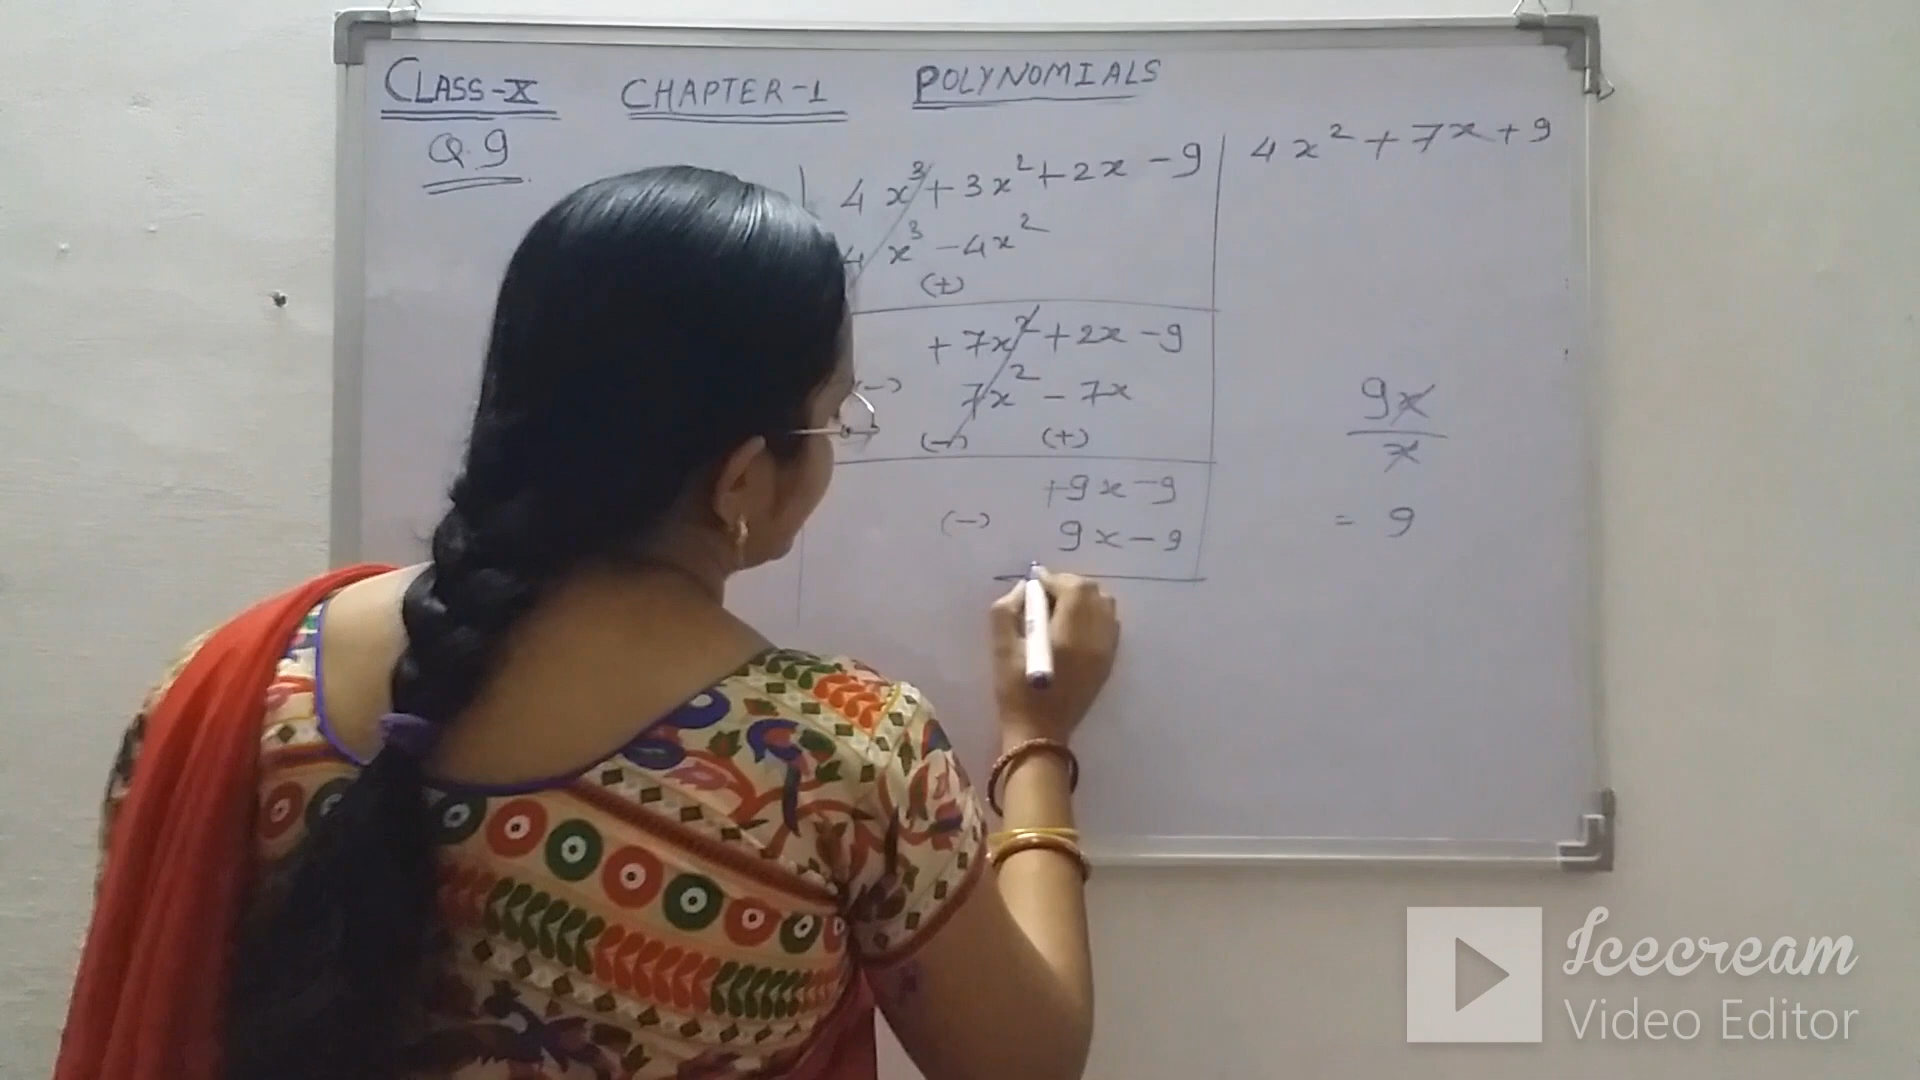 CLASS-X CHAPTER-1 POLYNOMIALS
Q.9
4x³+3x²+2x-9 4x²+7x+9
4x³-4x²
(+)
+7x²+2x-9
(-) 7x²-7x
(-) (+)
9x
x
+9x-9
(-) 9x-9
= 9
Icecream
Video Editor